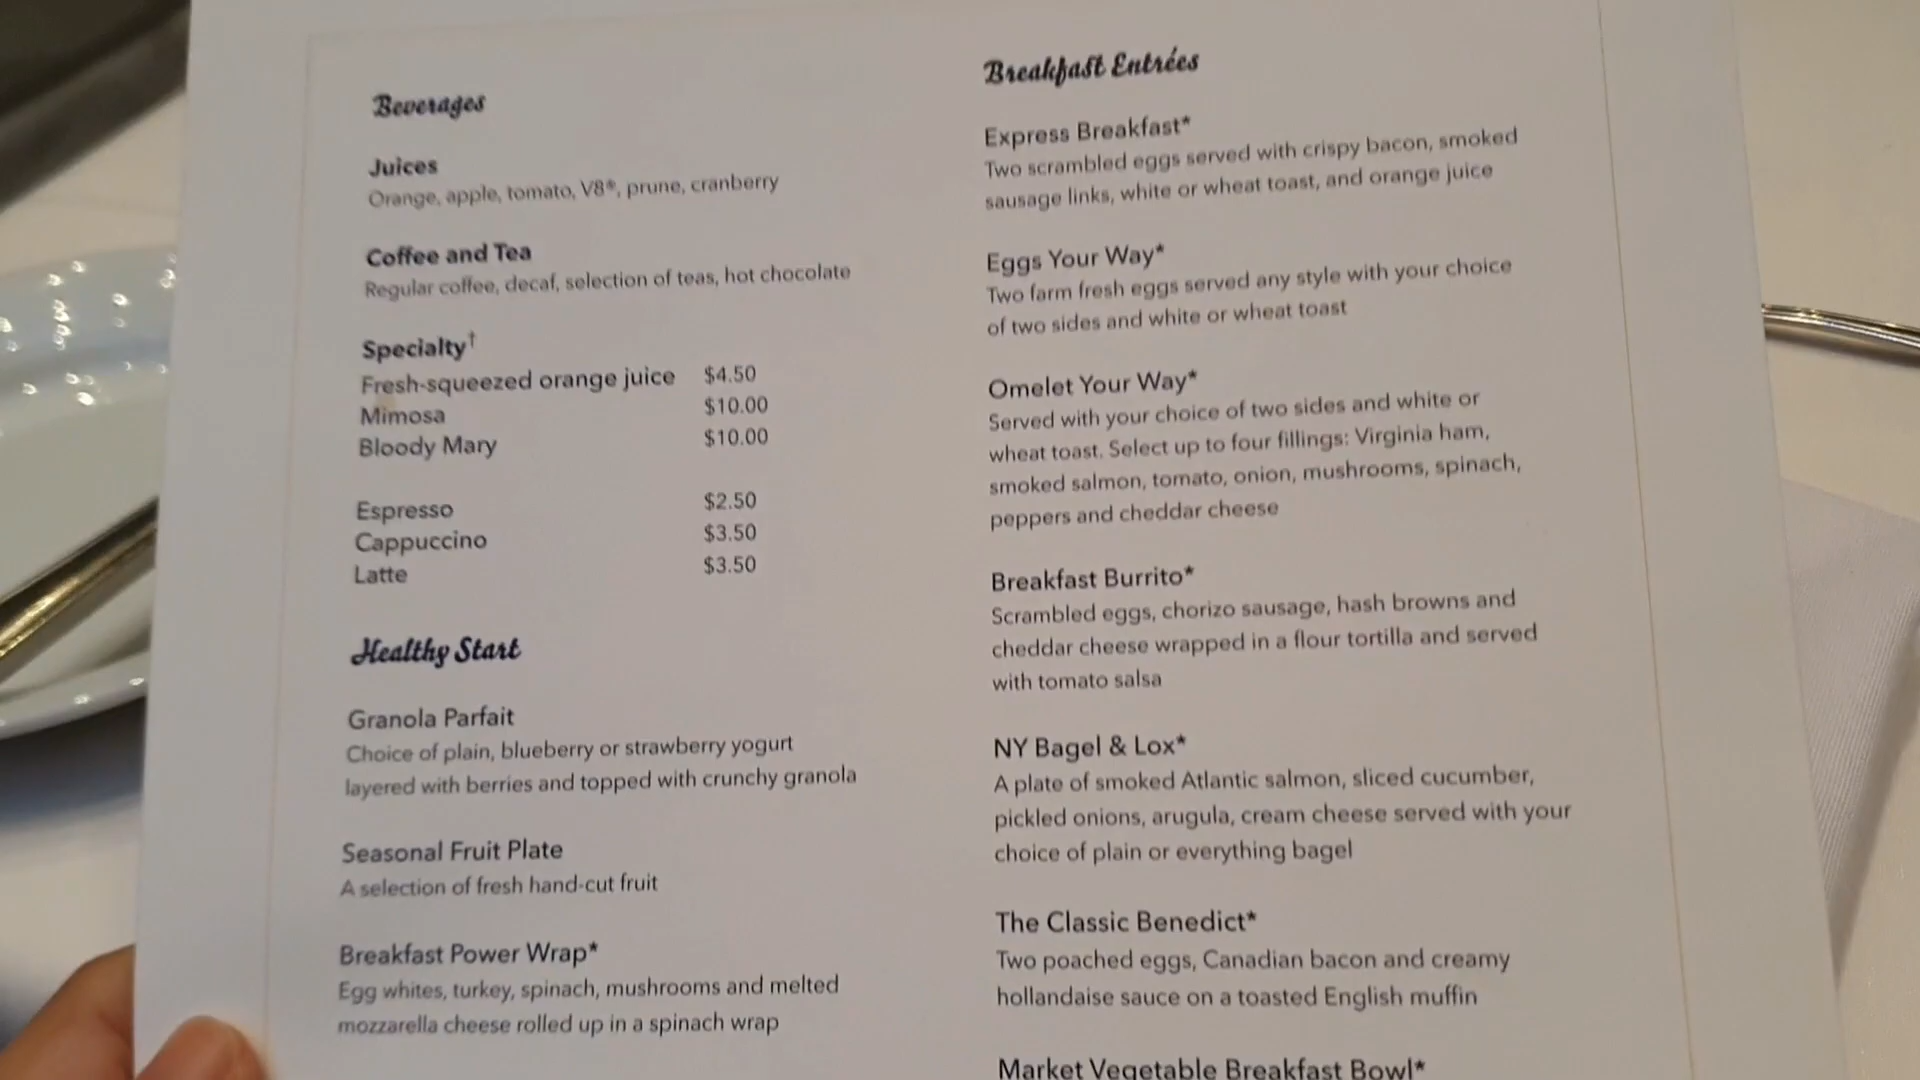 Beverages
Juices
Orange, apple, tomato, V8®, prune, cranberry
Coffee and Tea
Regular coffee, decaf, selection of teas, hot chocolate
Specialty†
Fresh-squeezed orange juice $4.50
Mimosa $10.00
Bloody Mary $10.00
Espresso $2.50
Cappuccino $3.50
Latte $3.50
Healthy Start
Granola Parfait
Choice of plain, blueberry or strawberry yogurt
layered with berries and topped with crunchy granola
Seasonal Fruit Plate
A selection of fresh hand-cut fruit
Breakfast Power Wrap*
Egg whites, turkey, spinach, mushrooms and melted
mozzarella cheese rolled up in a spinach wrap
Breakfast Entrées
Express Breakfast*
Two scrambled eggs served with crispy bacon, smoked
sausage links, white or wheat toast, and orange juice
Eggs Your Way*
Two farm fresh eggs served any style with your choice
of two sides and white or wheat toast
Omelet Your Way*
Served with your choice of two sides and white or
wheat toast. Select up to four fillings: Virginia ham,
smoked salmon, tomato, onion, mushrooms, spinach,
peppers and cheddar cheese
Breakfast Burrito*
Scrambled eggs, chorizo sausage, hash browns and
cheddar cheese wrapped in a flour tortilla and served
with tomato salsa
NY Bagel & Lox*
A plate of smoked Atlantic salmon, sliced cucumber,
pickled onions, arugula, cream cheese served with your
choice of plain or everything bagel
The Classic Benedict*
Two poached eggs, Canadian bacon and creamy
hollandaise sauce on a toasted English muffin
Market Vegetable Breakfast Bowl*